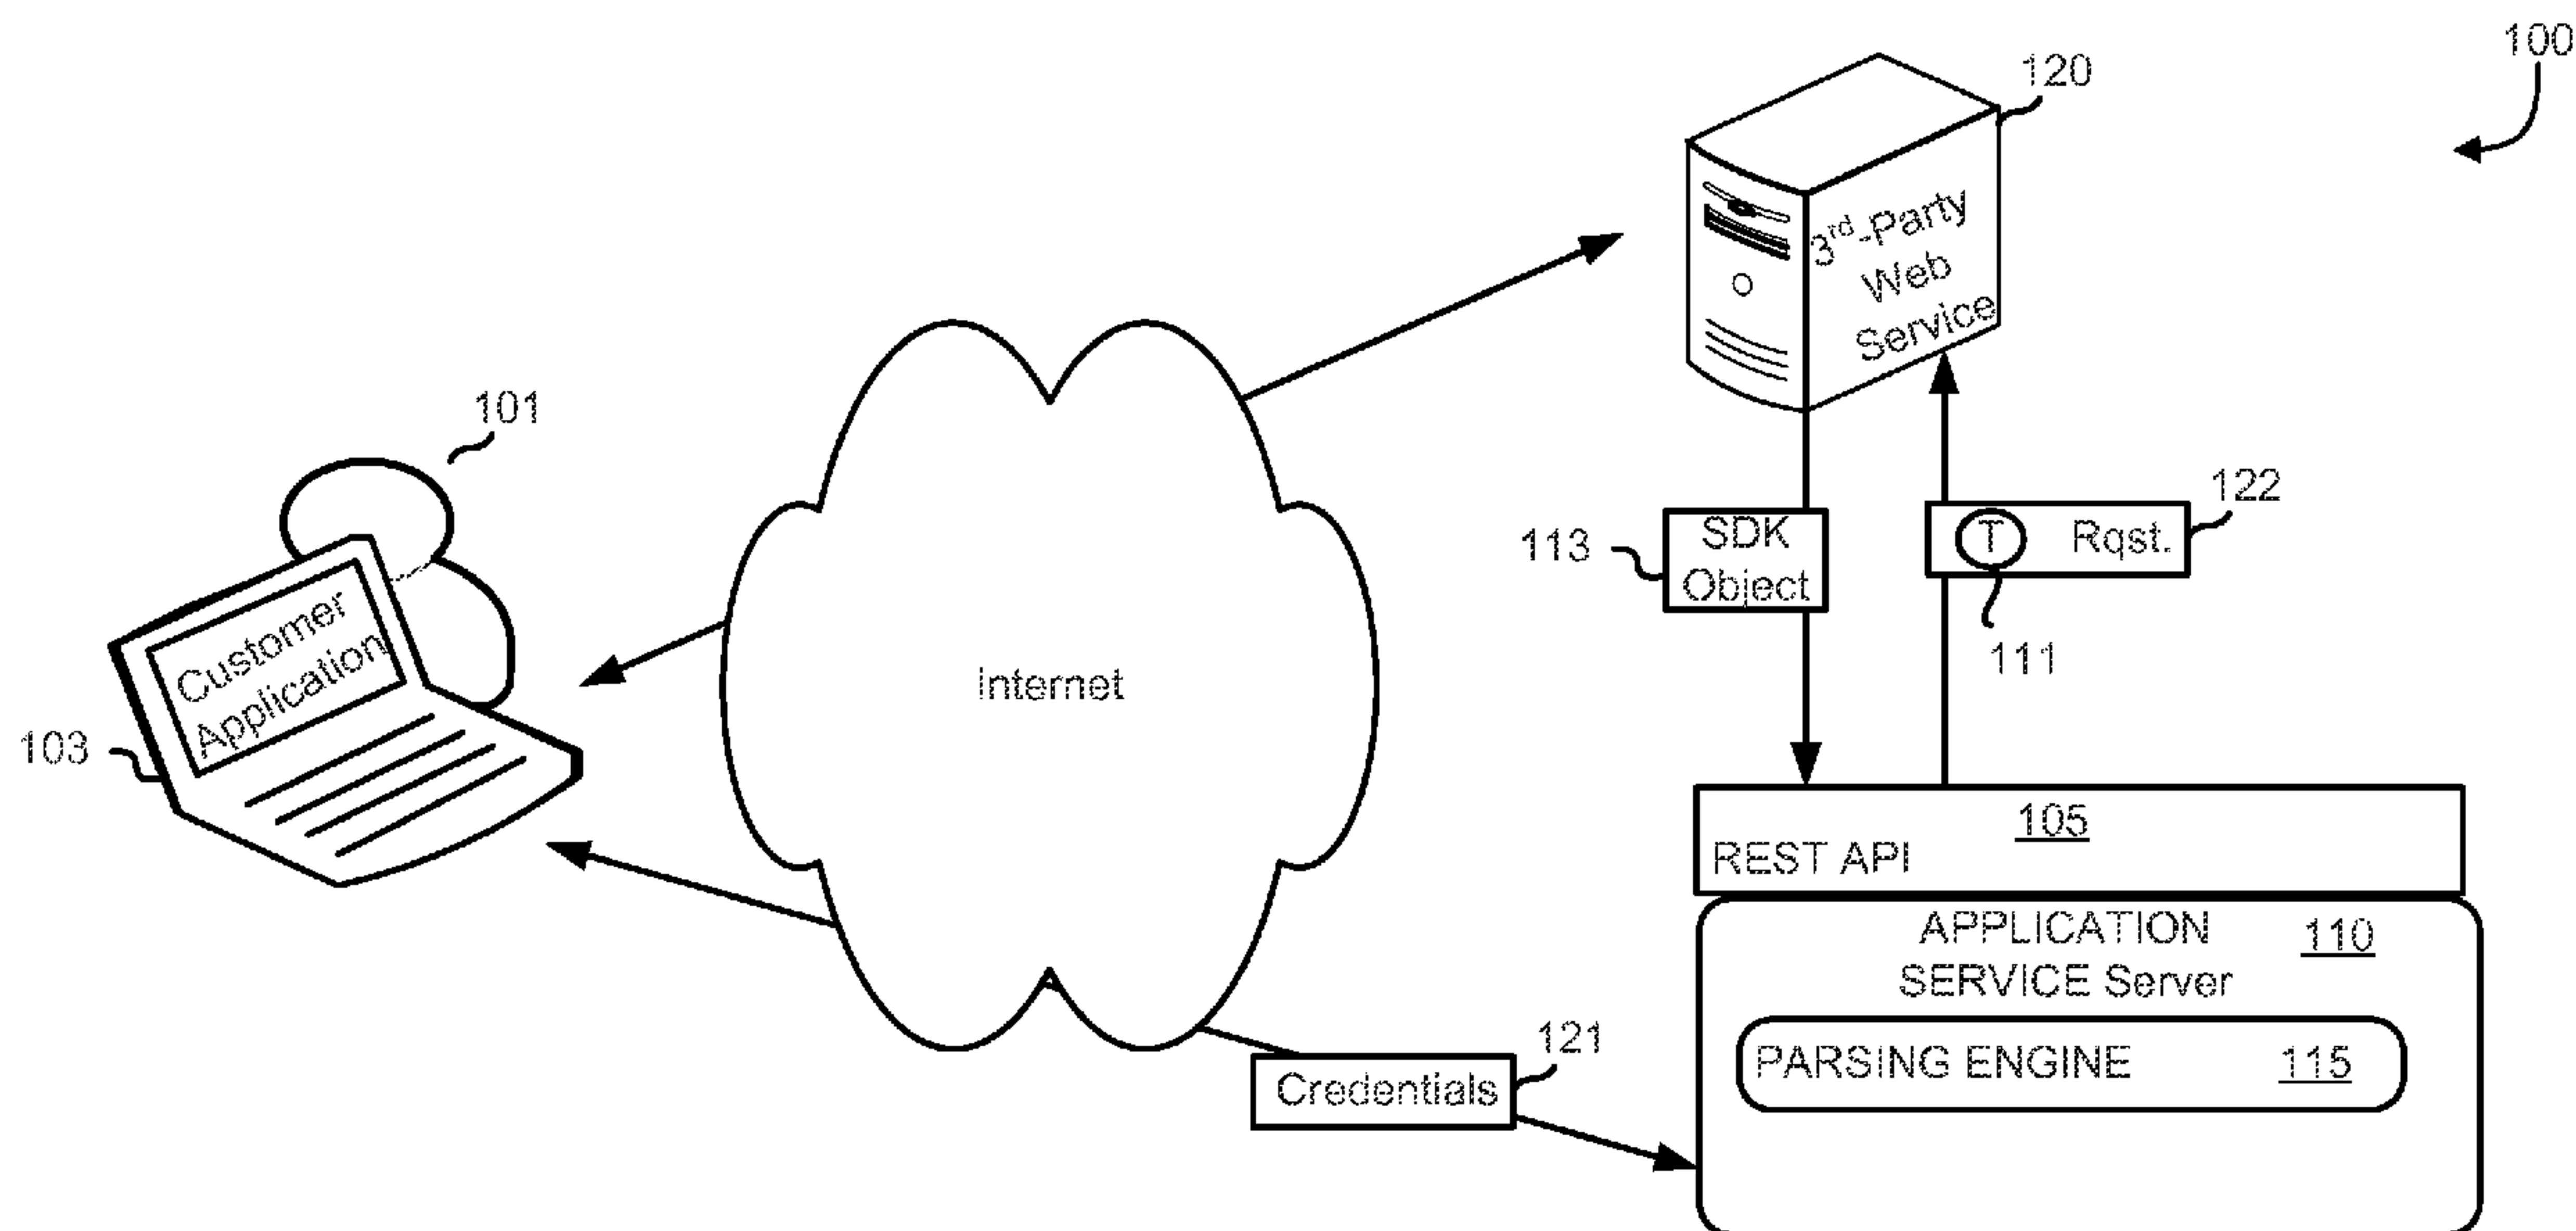 100
120
3rd-Party
Web
Service
101
122
SDK
Object
113
T Rqst.
111
Customer
Application
Internet
103
105
REST API
APPLICATION
110
SERVICE Server
121
Credentials
PARSING ENGINE 115